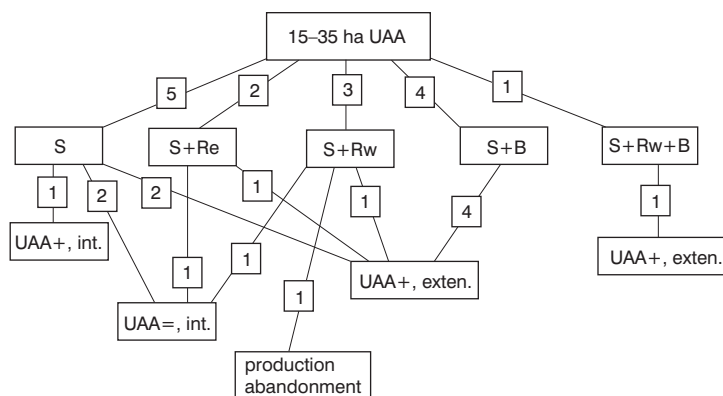 15–35 ha UAA
5
2
3
4
1
S
S+Re
S+Rw
S+B
S+Rw+B
1
2
2
1
1
4
1
UAA+, int.
1
1
1
UAA+, exten.
UAA+, exten.
UAA=, int.
production
abandonment